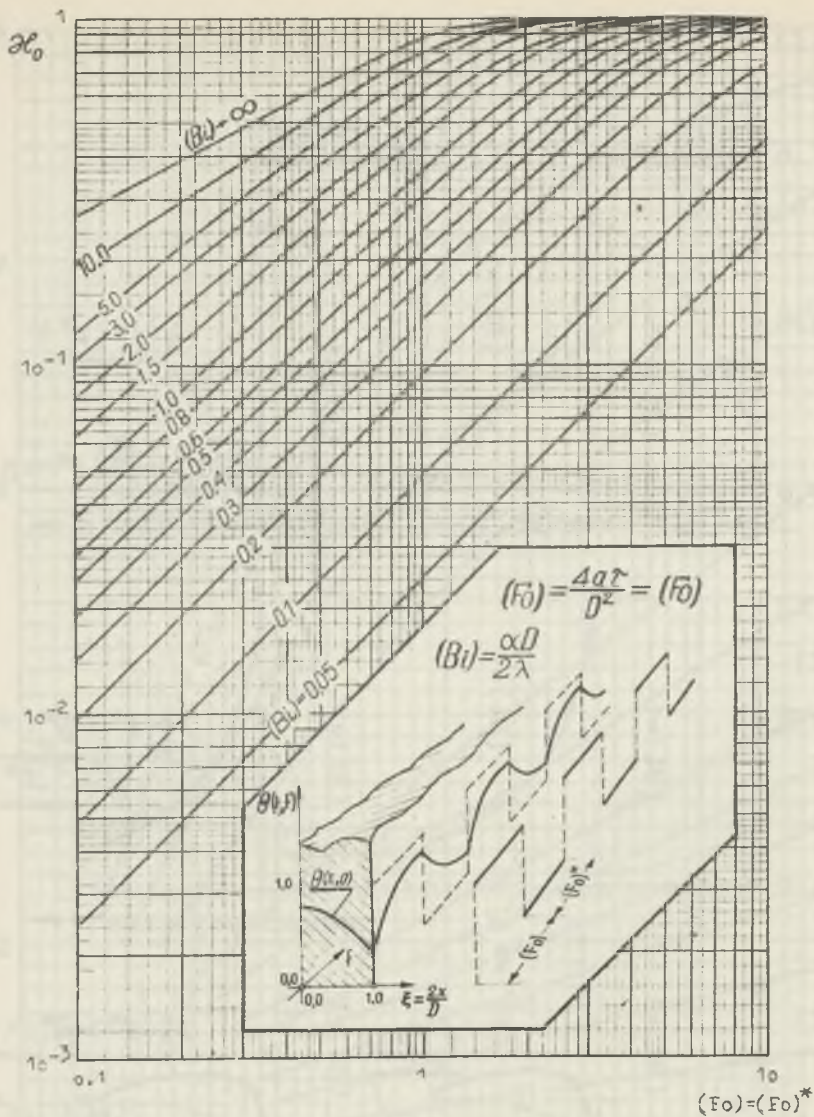 ℋ₀
1
(Bi)=∞
10,0
5.0
3.0
2.0
1.5
1.0
0.8
0.6
0.5
0.4
0.3
0.2
0.1
(Bi)=0,05
10⁻¹
10⁻²
10⁻³
(Fo) = 4aτ/D² = (Fo)
(Bi) = αD/2λ
1,0
0,0
0,0
1,0
ξ = 2x/D
(Fo)
(Fo)*
0.1
1
10
(Fo)=(Fo)*